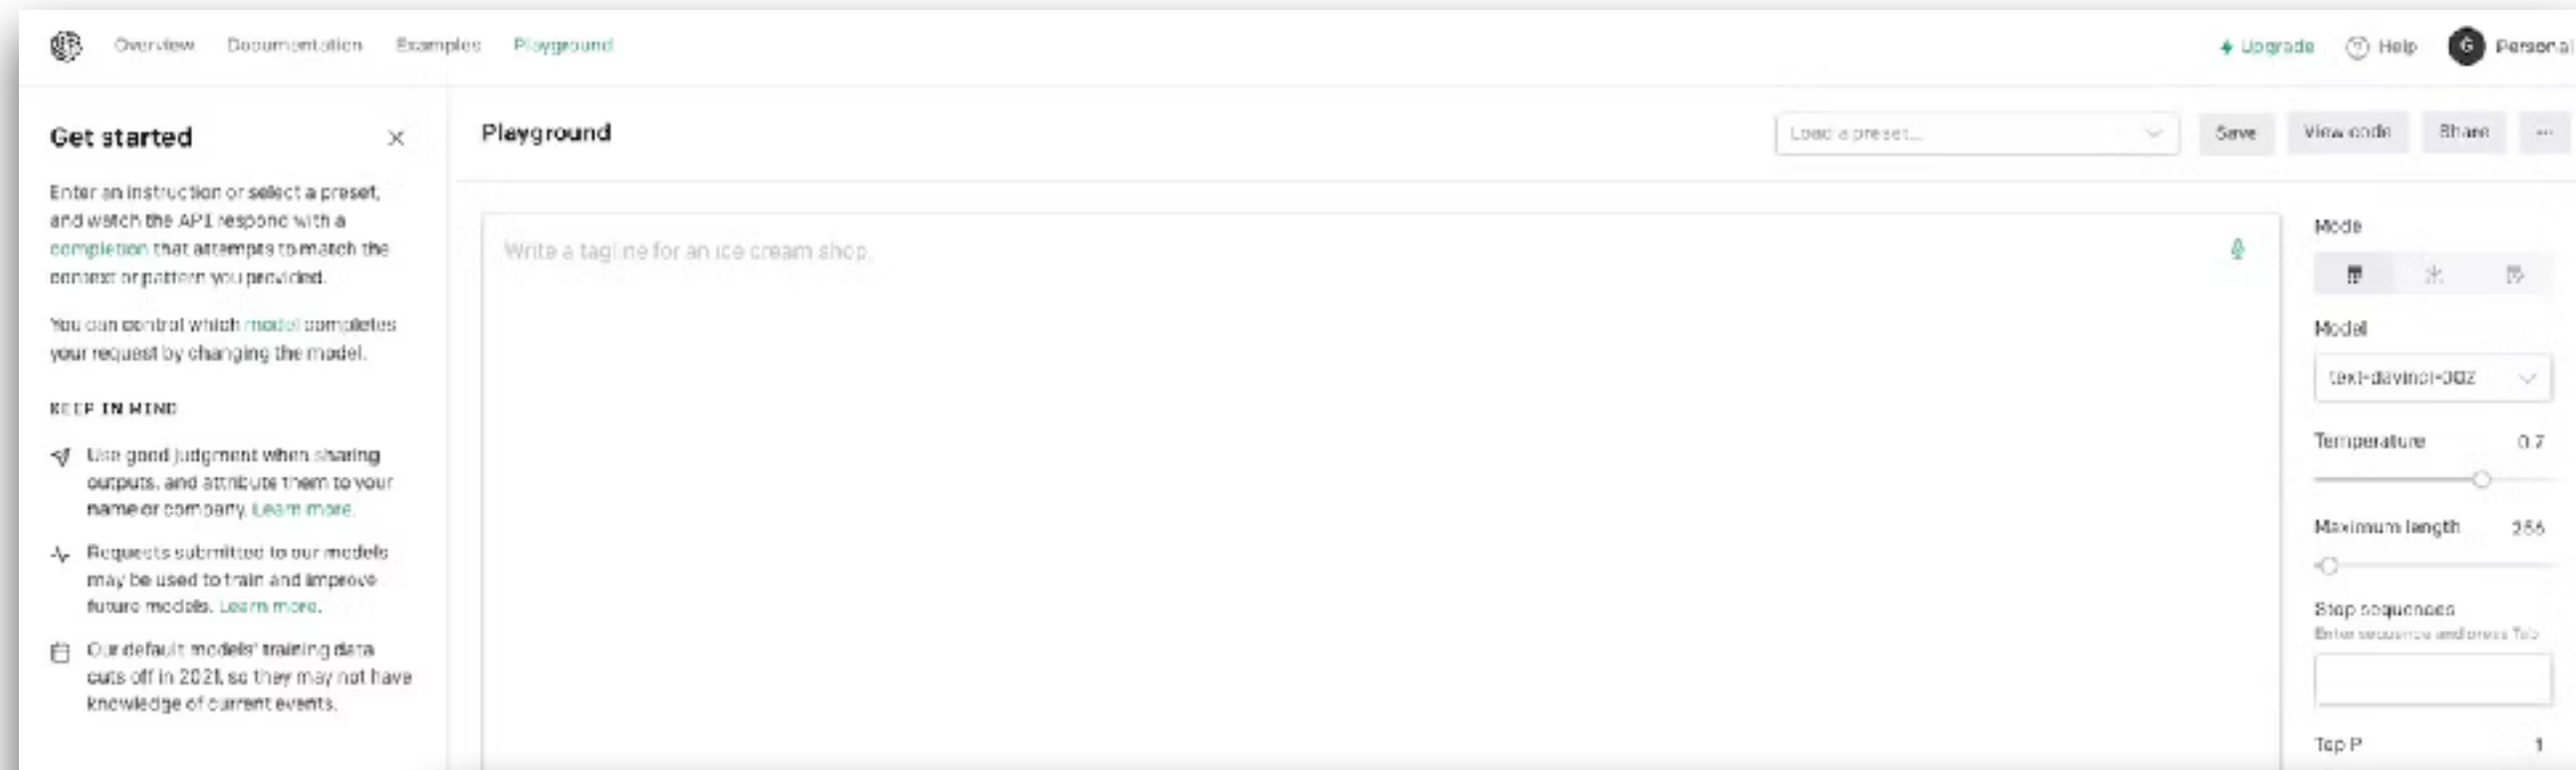 Overview Documentation Examples Playground
Upgrade Help G Personal
Get started
Enter an instruction or select a preset,
and watch the API respond with a
completion that attempts to match the
context or pattern you provided.
You can control which model completes
your request by changing the model.
KEEP IN MIND
Use good judgment when sharing
outputs, and attribute them to your
name or company. Learn more.
Requests submitted to our models
may be used to train and improve
future models. Learn more.
Our default models' training data
cuts off in 2021, so they may not have
knowledge of current events.
Playground
Load a preset...
Save View code Share ...
Write a tagline for an ice cream shop.
Mode
Model
text-davinci-002
Temperature 0.7
Maximum length 256
Stop sequences
Enter sequence and press Tab
Top P 1